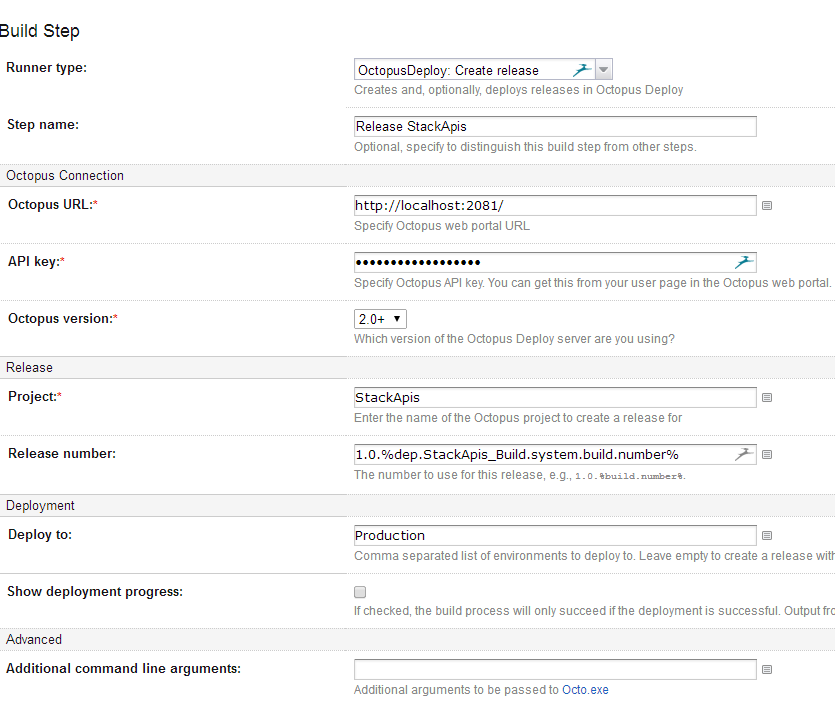 Build Step
Runner type:
OctopusDeploy: Create release
Creates and, optionally, deploys releases in Octopus Deploy
Step name:
Release StackApis
Optional, specify to distinguish this build step from other steps.
Octopus Connection
Octopus URL:*
http://localhost:2081/
Specify Octopus web portal URL
API key:*
••••••••••••••••••
Specify Octopus API key. You can get this from your user page in the Octopus web portal.
Octopus version:*
2.0+
Which version of the Octopus Deploy server are you using?
Release
Project:*
StackApis
Enter the name of the Octopus project to create a release for
Release number:
1.0.%dep.StackApis_Build.system.build.number%
The number to use for this release, e.g., 1.0.%build.number%.
Deployment
Deploy to:
Production
Comma separated list of environments to deploy to. Leave empty to create a release with
Show deployment progress:
If checked, the build process will only succeed if the deployment is successful. Output fro
Advanced
Additional command line arguments:
Additional arguments to be passed to Octo.exe